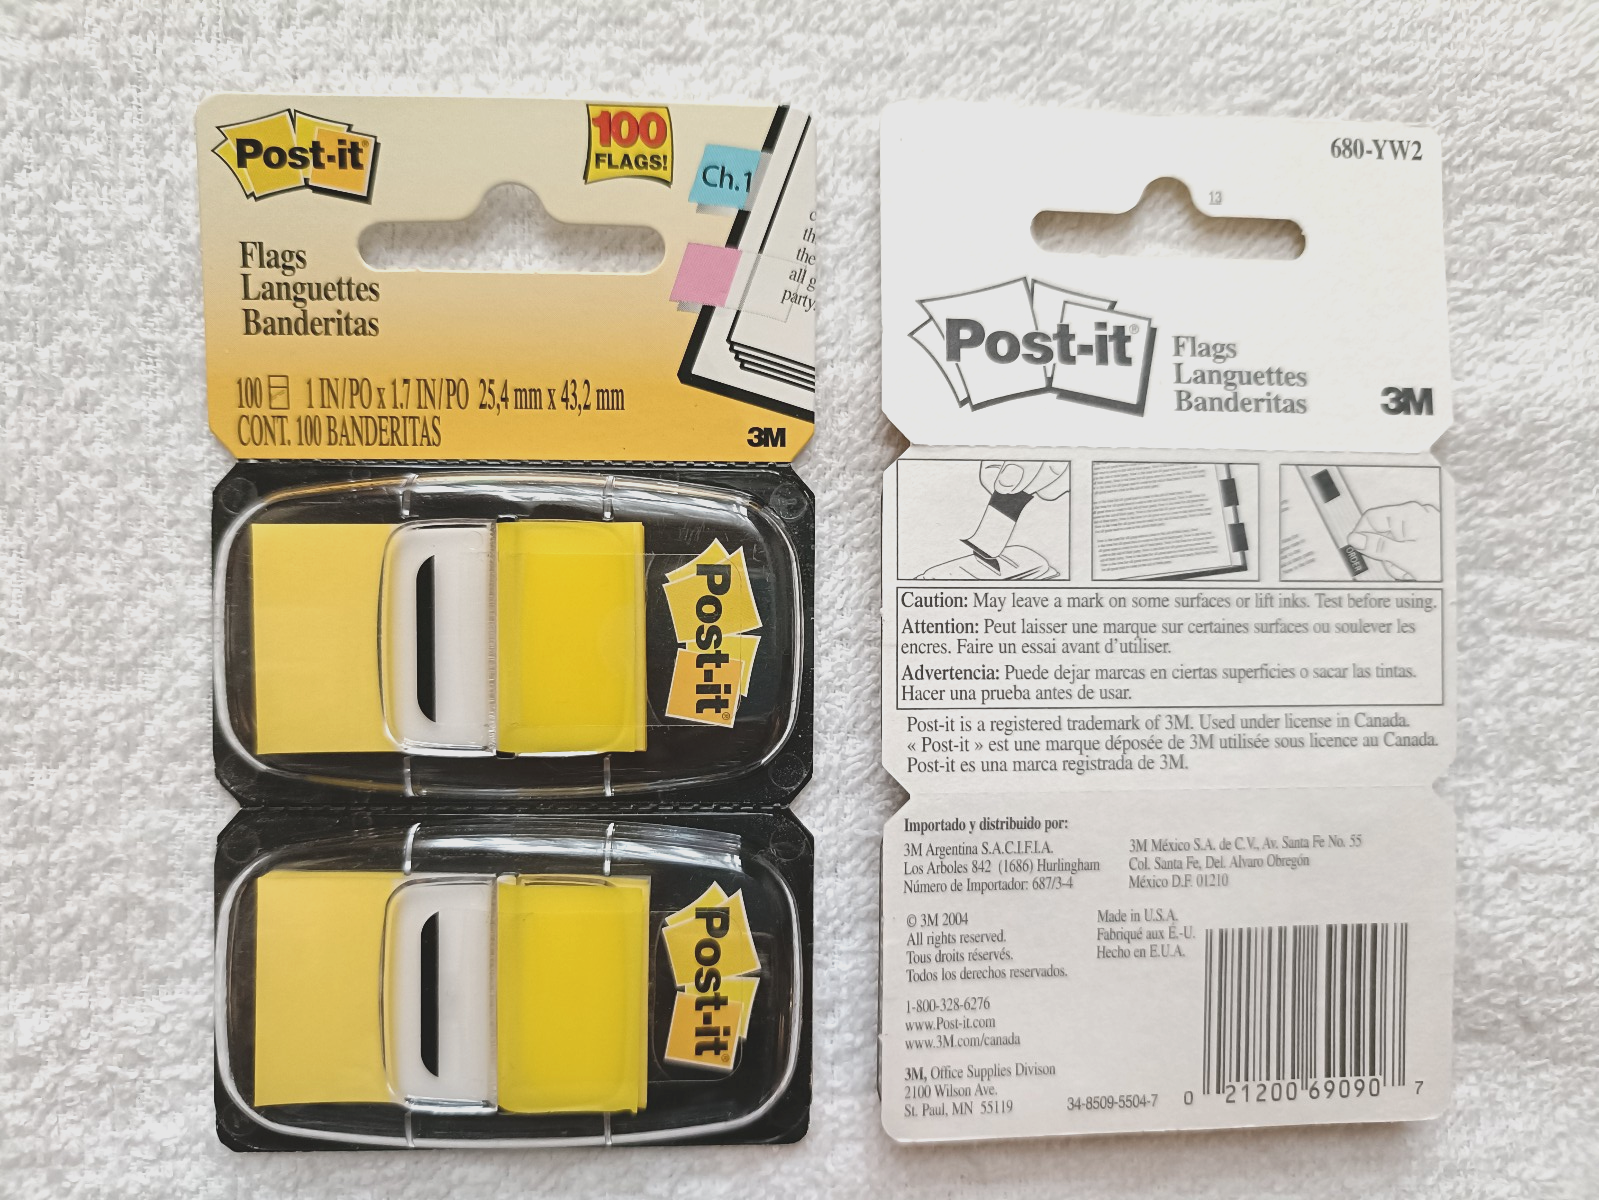 Post-it®
100
FLAGS!
Ch.1
Flags
Languettes
Banderitas
th
the
all g
party.
100 1 IN/PO x 1.7 IN/PO 25,4 mm x 43,2 mm
CONT. 100 BANDERITAS
3M
Post-it®
Post-it®
680-YW2
13
Post-it®
Flags
Languettes
Banderitas
3M
ORDER
Caution: May leave a mark on some surfaces or lift inks. Test before using.
Attention: Peut laisser une marque sur certaines surfaces ou soulever les
encres. Faire un essai avant d'utiliser.
Advertencia: Puede dejar marcas en ciertas superficies o sacar las tintas.
Hacer una prueba antes de usar.
Post-it is a registered trademark of 3M. Used under license in Canada.
« Post-it » est une marque déposée de 3M utilisée sous licence au Canada.
Post-it es una marca registrada de 3M.
Importado y distribuido por:
3M Argentina S.A.C.I.F.I.A.
Los Arboles 842 (1686) Hurlingham
Número de Importador: 687/3-4
3M México S.A. de C.V., Av. Santa Fe No. 55
Col. Santa Fe, Del. Alvaro Obregón
México D.F. 01210
© 3M 2004
All rights reserved.
Tous droits réservés.
Todos los derechos reservados.
Made in U.S.A.
Fabriqué aux É.-U.
Hecho en E.U.A.
1-800-328-6276
www.Post-it.com
www.3M.com/canada
3M, Office Supplies Divison
2100 Wilson Ave.
St. Paul, MN 55119
34-8509-5504-7
0 21200 69090 7